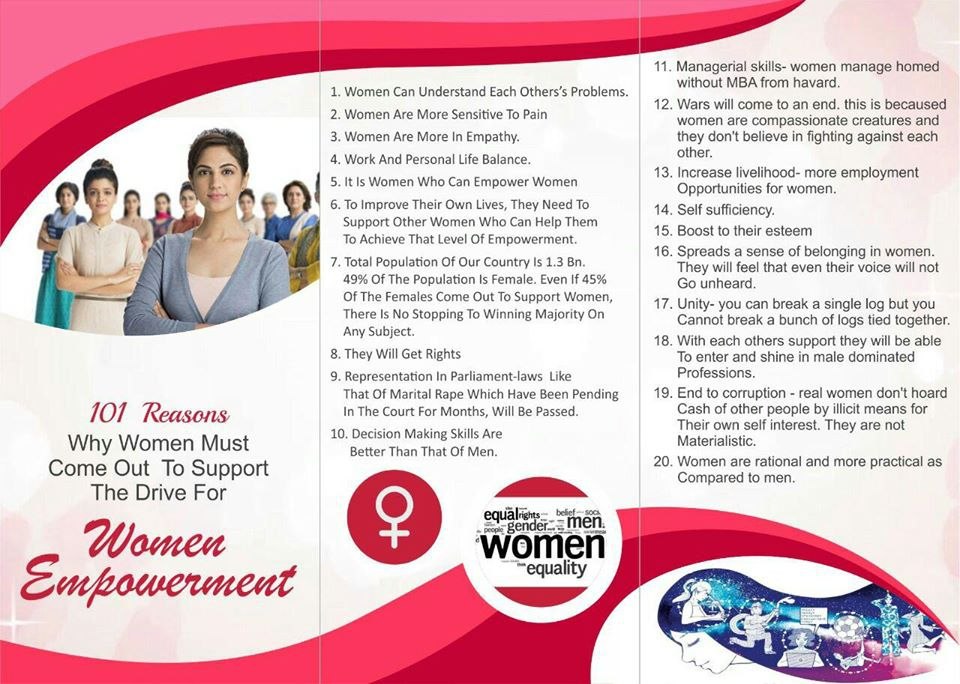 101 Reasons
Why Women Must
Come Out To Support
The Drive For
Women
Empowerment
1. Women Can Understand Each Others's Problems.
2. Women Are More Sensitive To Pain
3. Women Are More In Empathy.
4. Work And Personal Life Balance.
5. It Is Women Who Can Empower Women
6. To Improve Their Own Lives, They Need To
Support Other Women Who Can Help Them
To Achieve That Level Of Empowerment.
7. Total Population Of Our Country Is 1.3 Bn.
49% Of The Population Is Female. Even If 45%
Of The Females Come Out To Support Women,
There Is No Stopping To Winning Majority On
Any Subject.
8. They Will Get Rights
9. Representation In Parliament-laws Like
That Of Marital Rape Which Have Been Pending
In The Court For Months, Will Be Passed.
10. Decision Making Skills Are
Better Than That Of Men.
equalrights
belief
social
people
gender
men
women
equality
11. Managerial skills- women manage homed
without MBA from havard.
12. Wars will come to an end. this is becaused
women are compassionate creatures and
they don't believe in fighting against each
other.
13. Increase livelihood- more employment
Opportunities for women.
14. Self sufficiency.
15. Boost to their esteem
16. Spreads a sense of belonging in women.
They will feel that even their voice will not
Go unheard.
17. Unity- you can break a single log but you
Cannot break a bunch of logs tied together.
18. With each others support they will be able
To enter and shine in male dominated
Professions.
19. End to corruption - real women don't hoard
Cash of other people by illicit means for
Their own self interest. They are not
Materialistic.
20. Women are rational and more practical as
Compared to men.